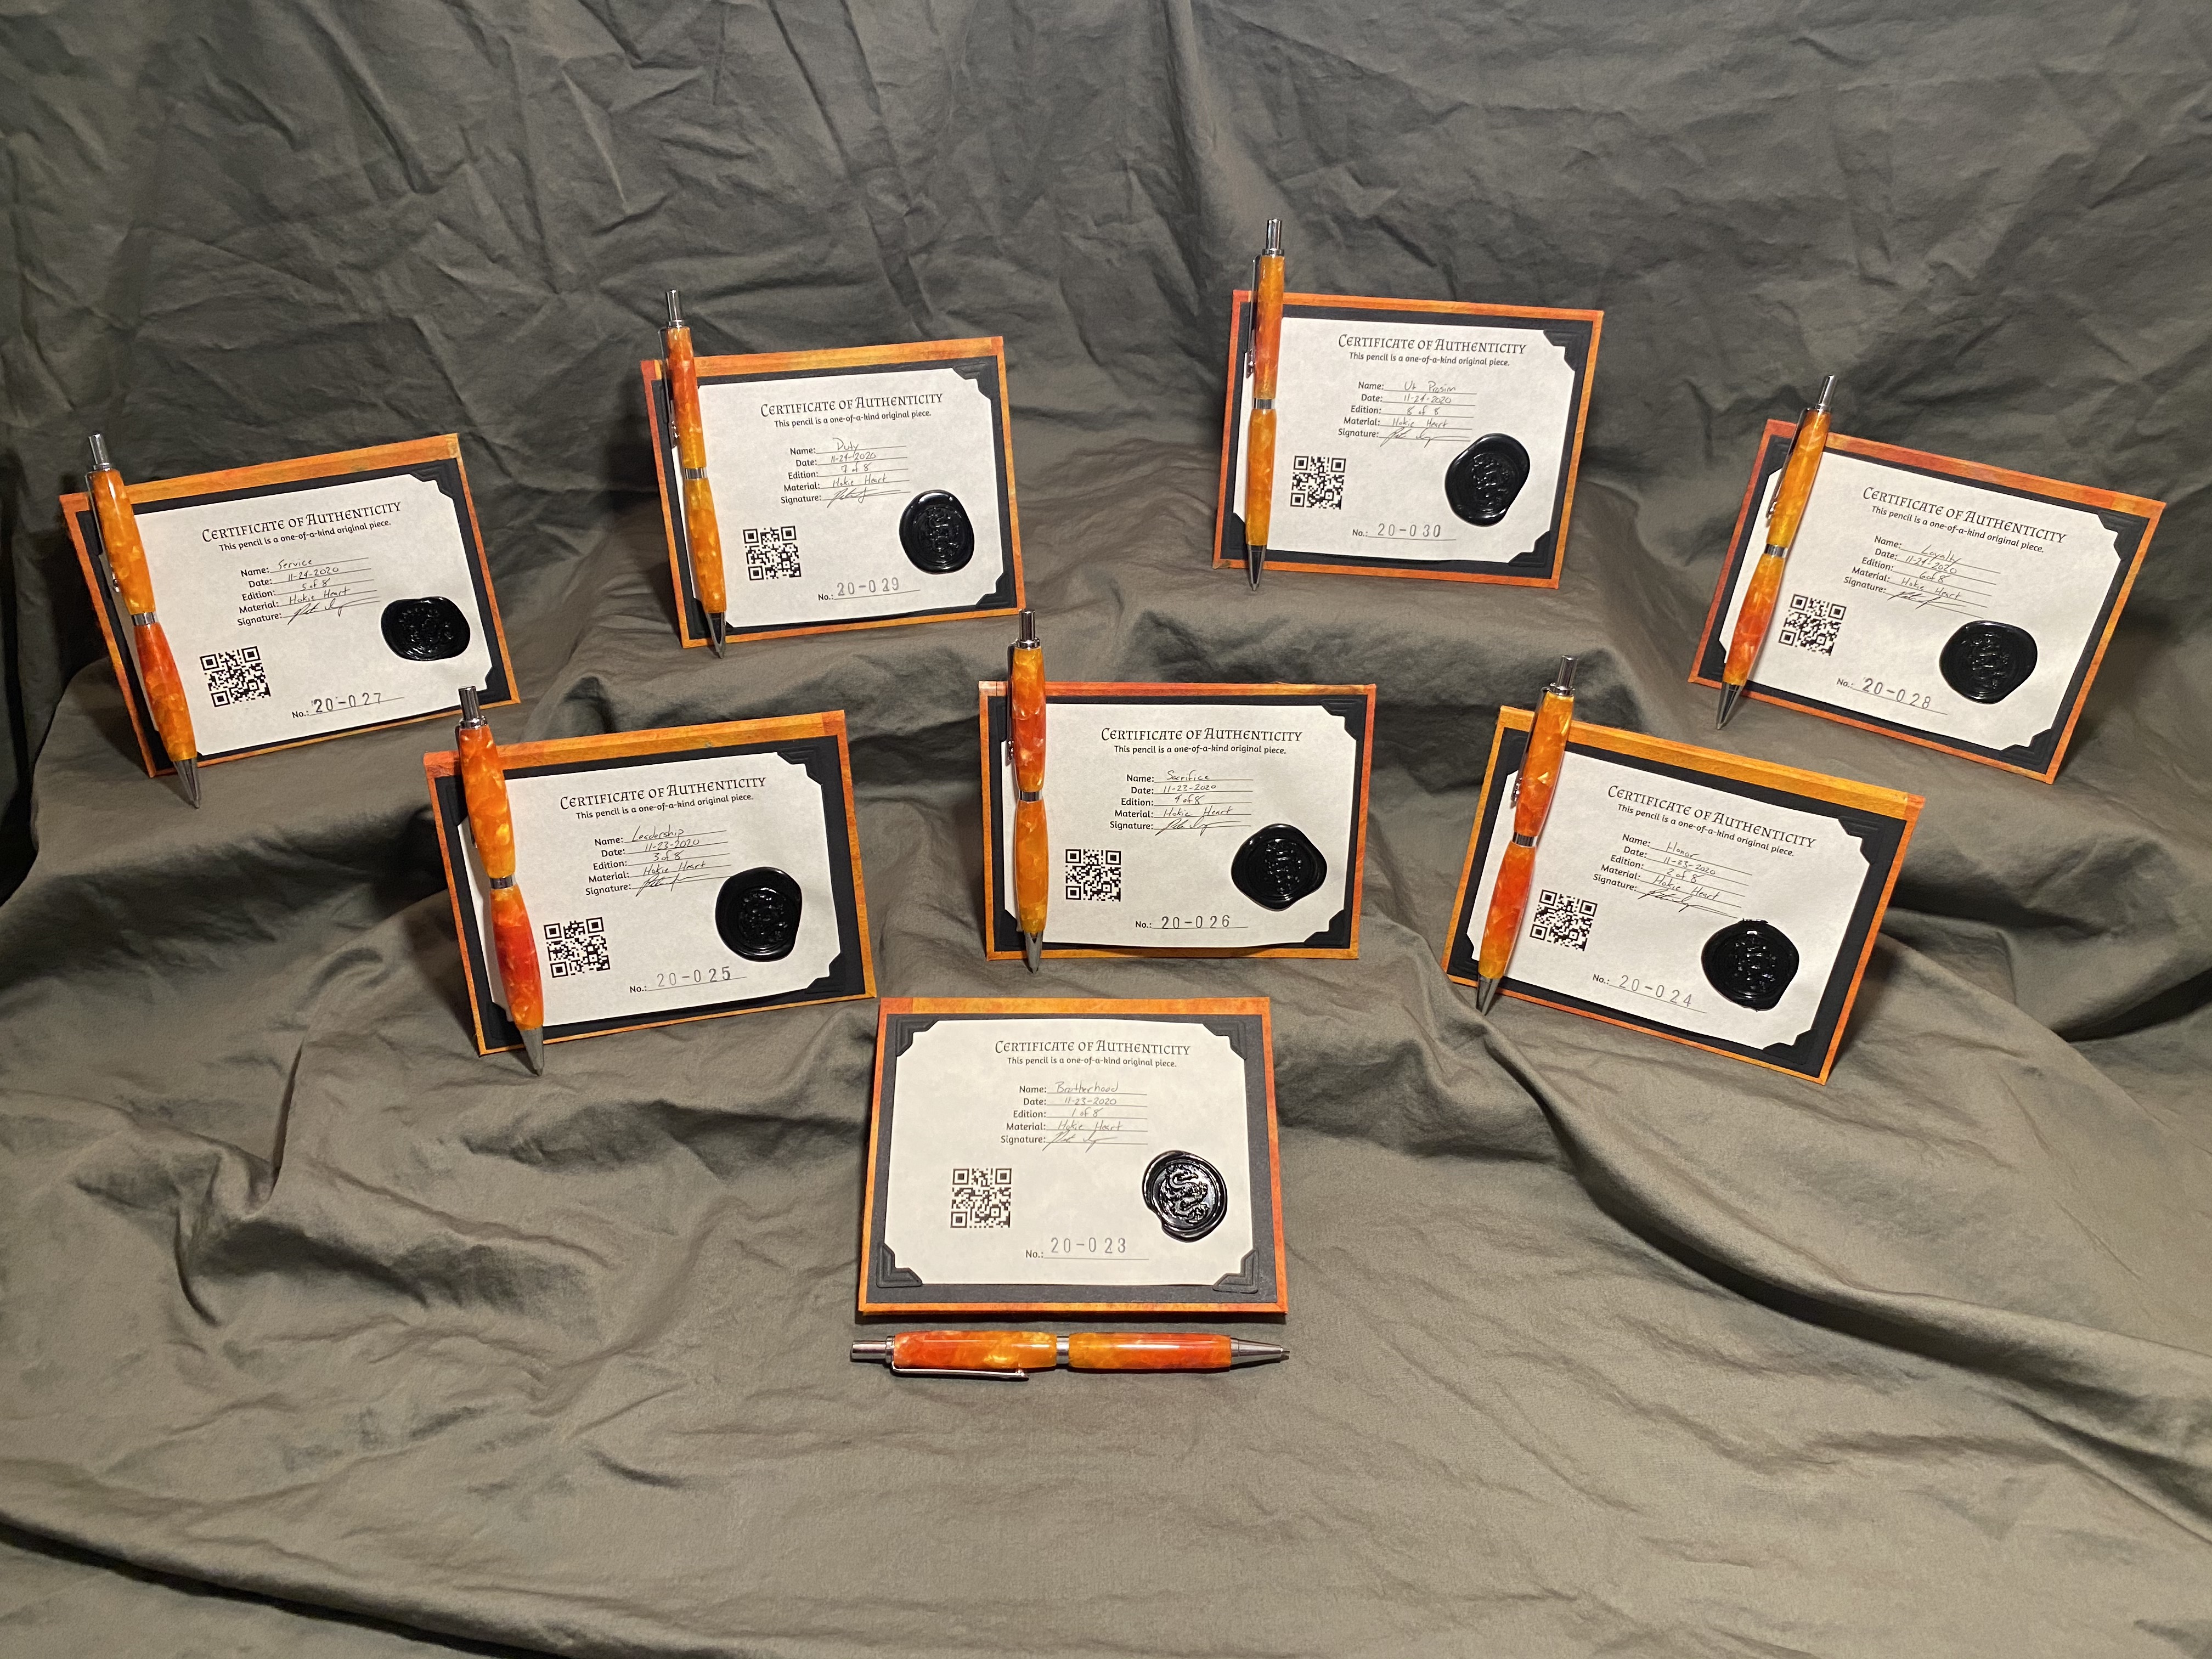 CERTIFICATE OF AUTHENTICITY
This pencil is a one-of-a-kind original piece.
Name: Ut Prosim
Date: 11-24-2020
Edition: 8 of 8
Material: Hokie Heart
Signature:
No.: 20-030
CERTIFICATE OF AUTHENTICITY
This pencil is a one-of-a-kind original piece.
Name: Duty
Date: 11-24-2020
Edition: 7 of 8
Material: Hokie Heart
Signature:
No.: 20-029
CERTIFICATE OF AUTHENTICITY
This pencil is a one-of-a-kind original piece.
Name: Service
Date: 11-24-2020
Edition: 5 of 8
Material: Hokie Heart
Signature:
No.: 20-027
CERTIFICATE OF AUTHENTICITY
This pencil is a one-of-a-kind original piece.
Name: Loyalty
Date: 11-24-2020
Edition: 6 of 8
Material: Hokie Heart
Signature:
No.: 20-028
CERTIFICATE OF AUTHENTICITY
This pencil is a one-of-a-kind original piece.
Name: Leadership
Date: 11-23-2020
Edition: 3 of 8
Material: Hokie Heart
Signature:
No.: 20-025
CERTIFICATE OF AUTHENTICITY
This pencil is a one-of-a-kind original piece.
Name: Sacrifice
Date: 11-23-2020
Edition: 4 of 8
Material: Hokie Heart
Signature:
No.: 20-026
CERTIFICATE OF AUTHENTICITY
This pencil is a one-of-a-kind original piece.
Name: Honor
Date: 11-23-2020
Edition: 2 of 8
Material: Hokie Heart
Signature:
No.: 20-024
CERTIFICATE OF AUTHENTICITY
This pencil is a one-of-a-kind original piece.
Name: Brotherhood
Date: 11-23-2020
Edition: 1 of 8
Material: Hokie Heart
Signature:
No.: 20-023